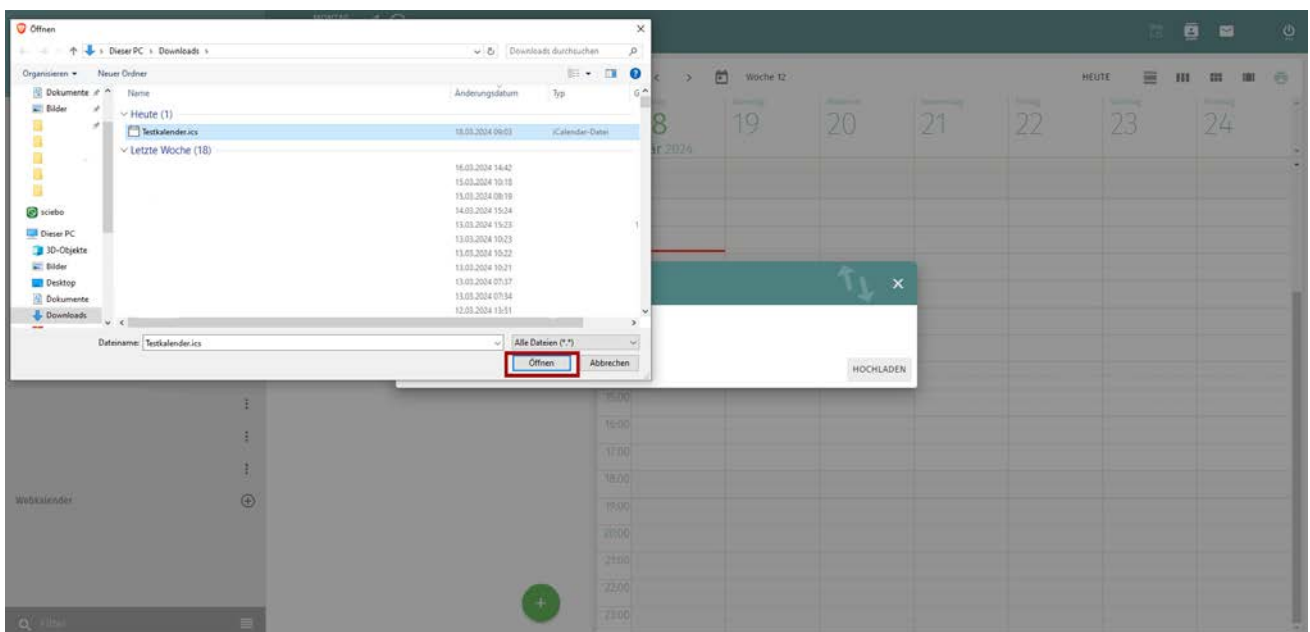 Öffnen
MONTAG
Dieser PC › Downloads ›
Downloads durchsuchen
Organisieren
Neuer Ordner
Dokumente
Bilder
sciebo
Dieser PC
3D-Objekte
Bilder
Desktop
Dokumente
Downloads
Name
Änderungsdatum
Typ
G
Heute (1)
Testkalender.ics
18.03.2024 09:03
iCalendar-Datei
Letzte Woche (18)
16.03.2024 14:42
15.03.2024 10:18
15.03.2024 08:19
14.03.2024 15:24
13.03.2024 15:23
13.03.2024 10:23
13.03.2024 10:22
13.03.2024 10:21
13.03.2024 07:37
13.03.2024 07:34
12.03.2024 13:51
Dateiname:
Testkalender.ics
Alle Dateien (*.*)
Öffnen
Abbrechen
Woche 12
HEUTE
8
19
20
21
22
23
24
2024
HOCHLADEN
15:00
16:00
17:00
18:00
19:00
20:00
21:00
22:00
23:00
Webkalender
Filter